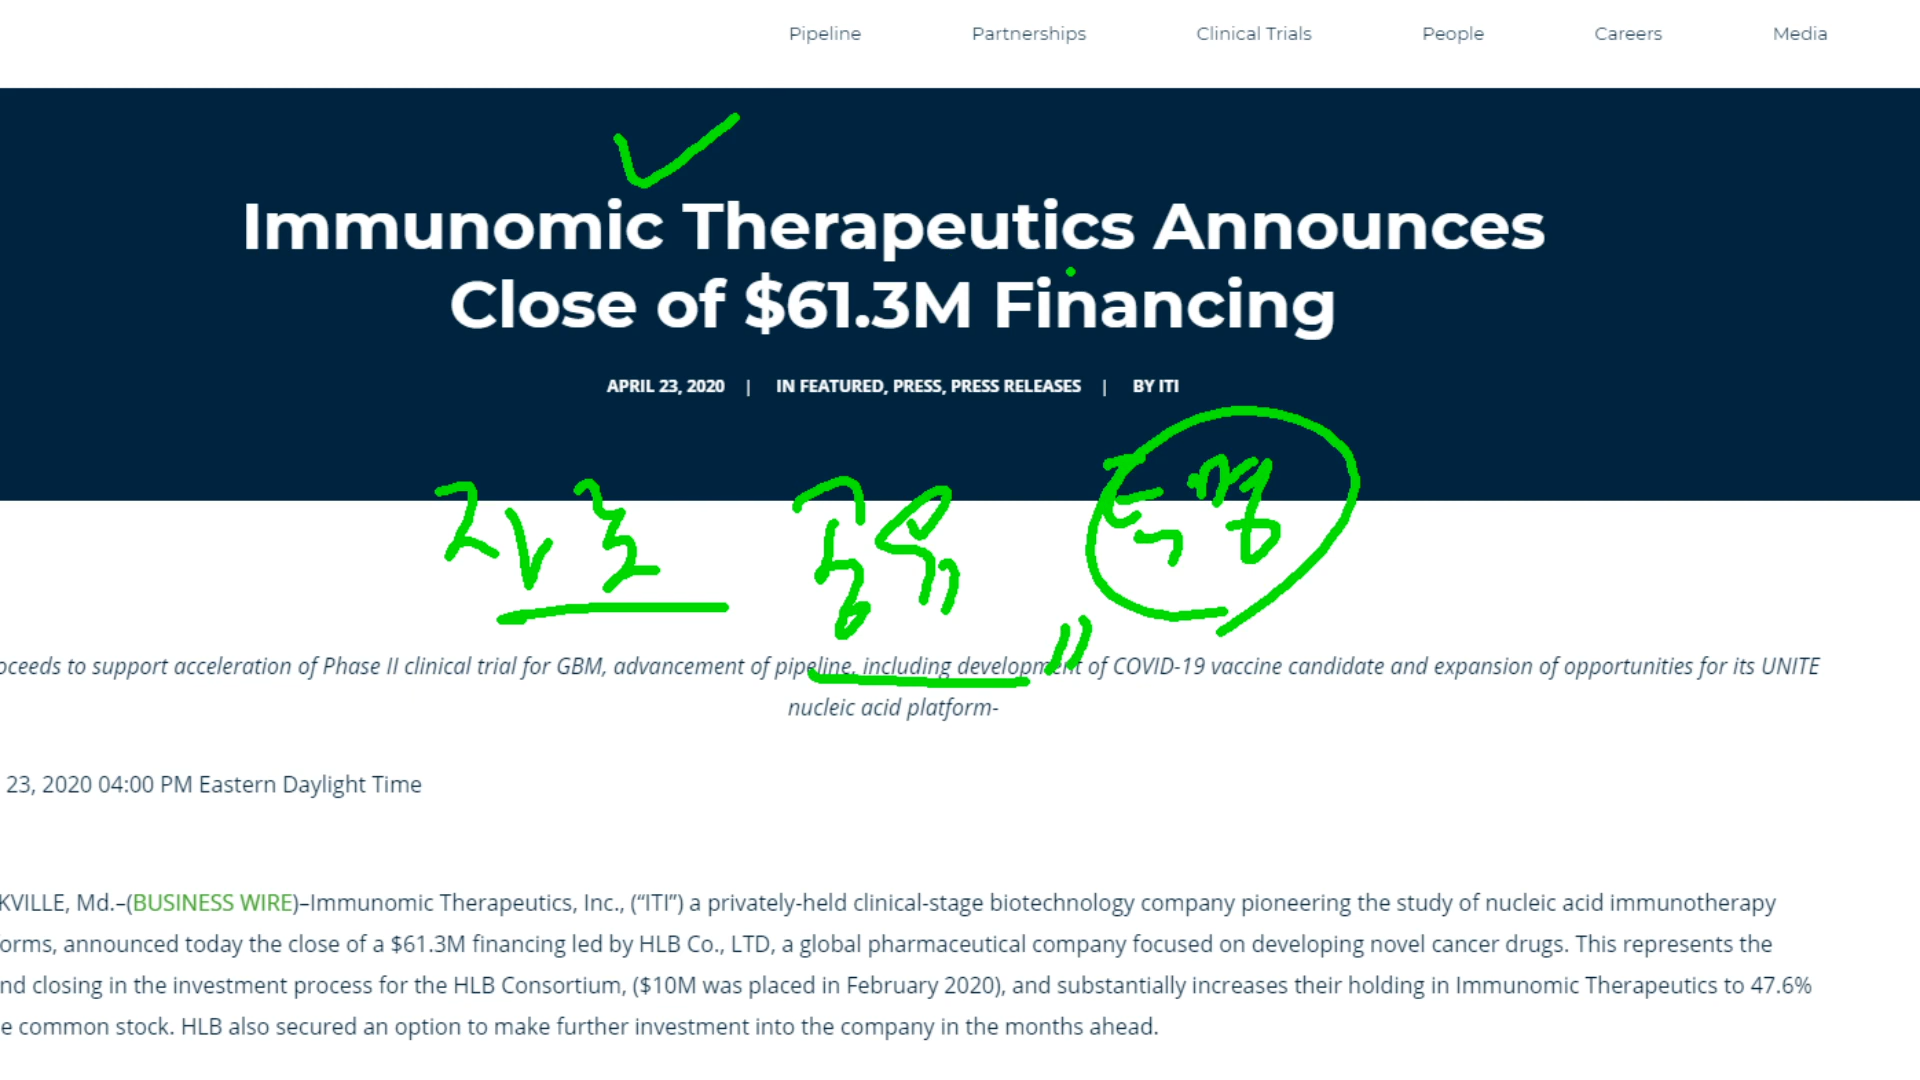 Pipeline Partnerships Clinical Trials People Careers Media
Immunomic Therapeutics Announces
Close of $61.3M Financing
APRIL 23, 2020 | IN FEATURED, PRESS, PRESS RELEASES | BY ITI
공유 특명
oceeds to support acceleration of Phase II clinical trial for GBM, advancement of pipeline, including development of COVID-19 vaccine candidate and expansion of opportunities for its UNITE
nucleic acid platform-
23, 2020 04:00 PM Eastern Daylight Time
KVILLE, Md.–(BUSINESS WIRE)–Immunomic Therapeutics, Inc., (“ITI”) a privately-held clinical-stage biotechnology company pioneering the study of nucleic acid immunotherapy
orms, announced today the close of a $61.3M financing led by HLB Co., LTD, a global pharmaceutical company focused on developing novel cancer drugs. This represents the
nd closing in the investment process for the HLB Consortium, ($10M was placed in February 2020), and substantially increases their holding in Immunomic Therapeutics to 47.6%
e common stock. HLB also secured an option to make further investment into the company in the months ahead.